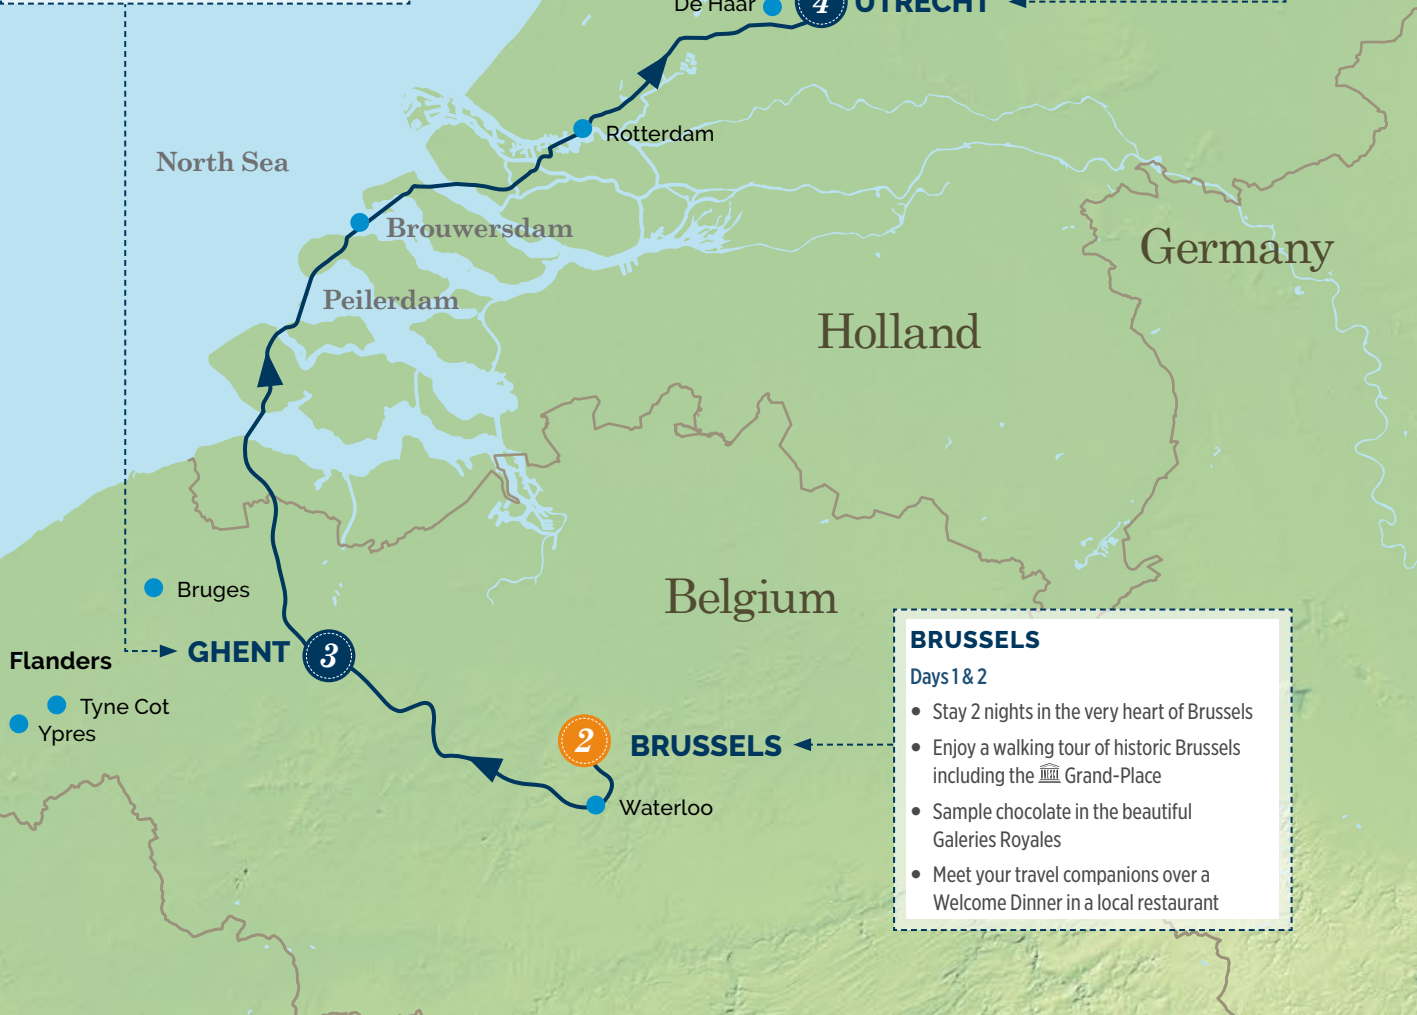 De Haar
4
UTRECHT
Rotterdam
North Sea
Brouwersdam
Germany
Peilerdam
Holland
Bruges
Belgium
GHENT
3
Flanders
Tyne Cot
Ypres
2
BRUSSELS
Waterloo
BRUSSELS
Days 1 & 2
• Stay 2 nights in the very heart of Brussels
• Enjoy a walking tour of historic Brussels
including the Grand-Place
• Sample chocolate in the beautiful
Galeries Royales
• Meet your travel companions over a
Welcome Dinner in a local restaurant